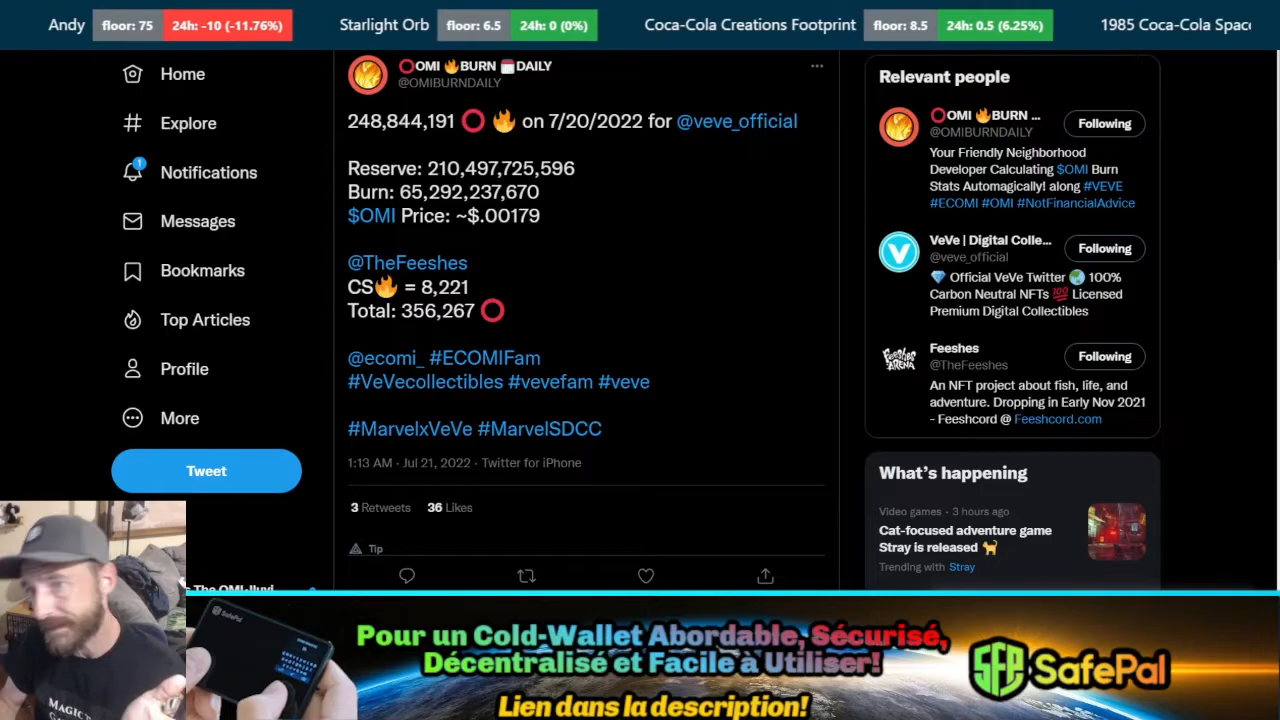 Andy floor: 75 24h: -10 (-11.76%) Starlight Orb floor: 6.5 24h: 0 (0%) Coca-Cola Creations Footprint floor: 8.5 24h: 0.5 (6.25%) 1985 Coca-Cola Spac
Home
Explore
1
Notifications
Messages
Bookmarks
Top Articles
Profile
More
Tweet
The OMI-lluvi
⭕OMI 🔥BURN 🗓DAILY
@OMIBURNDAILY
248,844,191 ⭕ 🔥 on 7/20/2022 for @veve_official
Reserve: 210,497,725,596
Burn: 65,292,237,670
$OMI Price: ~$.00179
@TheFeeshes
CS🔥 = 8,221
Total: 356,267 ⭕
@ecomi_ #ECOMIFam
#VeVecollectibles #vevefam #veve
#MarvelxVeVe #MarvelSDCC
1:13 AM · Jul 21, 2022 · Twitter for iPhone
3 Retweets 36 Likes
Tip
Relevant people
⭕OMI 🔥BURN ...
@OMIBURNDAILY
Following
Your Friendly Neighborhood
Developer Calculating $OMI Burn
Stats Automagically! along #VEVE
#ECOMI #OMI #NotFinancialAdvice
VeVe | Digital Colle...
@veve_official
Following
💎 Official VeVe Twitter 🌏 100%
Carbon Neutral NFTs 💯 Licensed
Premium Digital Collectibles
Feeshes
@TheFeeshes
Following
FEESHES
ARENA
An NFT project about fish, life, and
adventure. Dropping in Early Nov 2021
- Feeshcord @ Feeshcord.com
What's happening
Video games · 3 hours ago
Cat-focused adventure game
Stray is released 🐈
Trending with Stray
SafePal
MAGIC
Pour un Cold-Wallet Abordable, Sécurisé,
Décentralisé et Facile à Utiliser!
Lien dans la description!
SFP SafePal